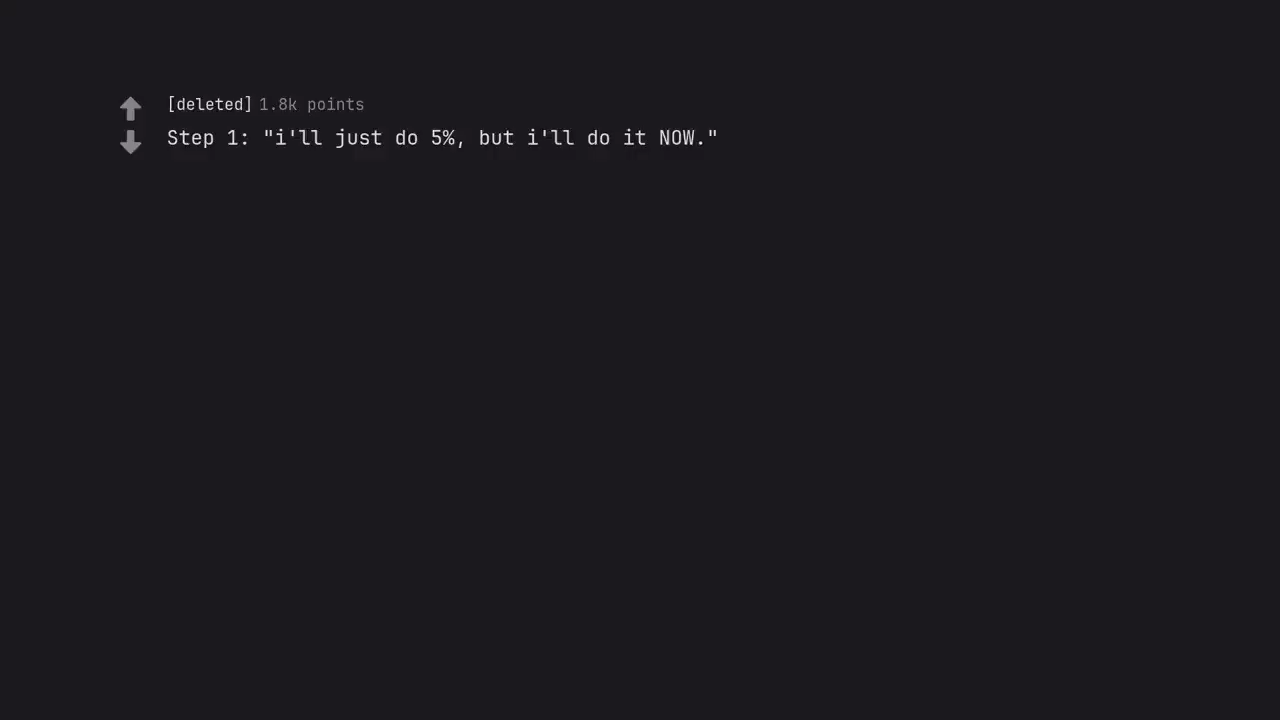 [deleted] 1.8k points
Step 1: "i'll just do 5%, but i'll do it NOW."